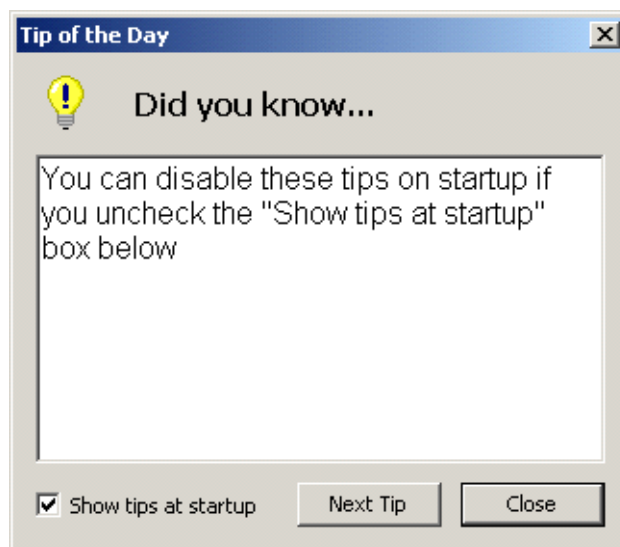 Tip of the Day
Did you know...
You can disable these tips on startup if
you uncheck the "Show tips at startup"
box below
Show tips at startup
Next Tip
Close